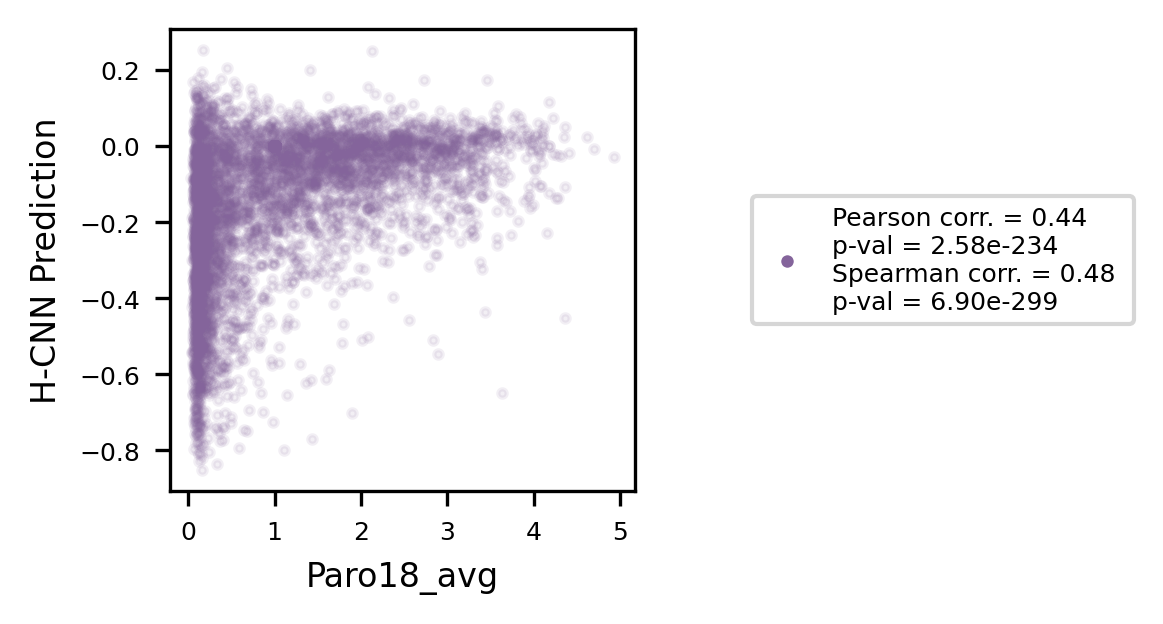 H-CNN Prediction
0.2
0.0
−0.2
−0.4
−0.6
−0.8
0 1 2 3 4 5
Paro18_avg
Pearson corr. = 0.44
p-val = 2.58e-234
Spearman corr. = 0.48
p-val = 6.90e-299